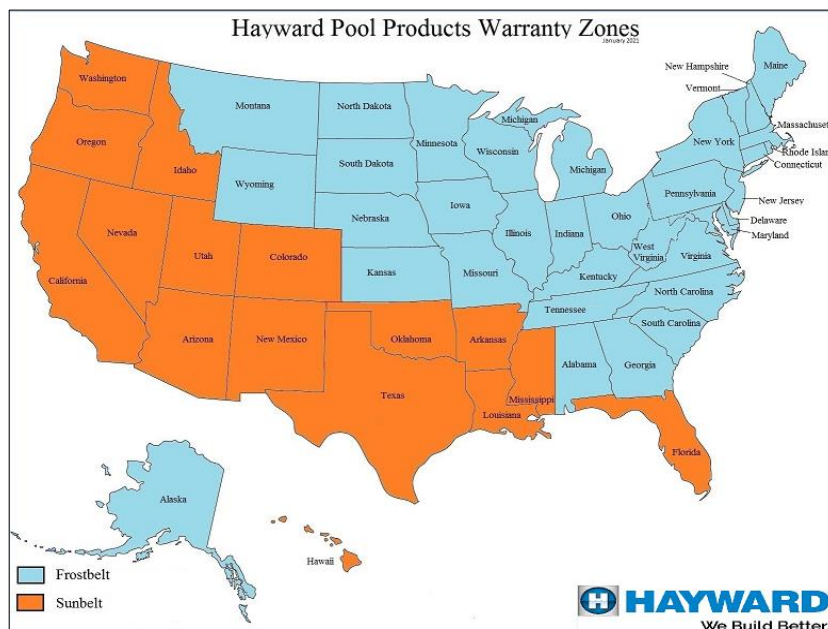 Hayward Pool Products Warranty Zones
January 2021
Washington
Oregon
Idaho
Montana
North Dakota
South Dakota
Wyoming
Nebraska
Minnesota
Wisconsin
Michigan
Michigan
Iowa
Illinois
Indiana
Ohio
New Hampshire
Vermont
Maine
Massachuset
Rhode Islan
Connecticut
New York
Pennsylvania
New Jersey
Delaware
Maryland
West
Virginia
Virginia
Nevada
Utah
Colorado
Kansas
Missouri
Kentucky
California
Arizona
New Mexico
Oklahoma
Arkansas
Tennessee
North Carolina
South Carolina
Texas
Louisiana
Mississippi
Alabama
Georgia
Florida
Alaska
Hawaii
Frostbelt
Sunbelt
H HAYWARD
We Build Better